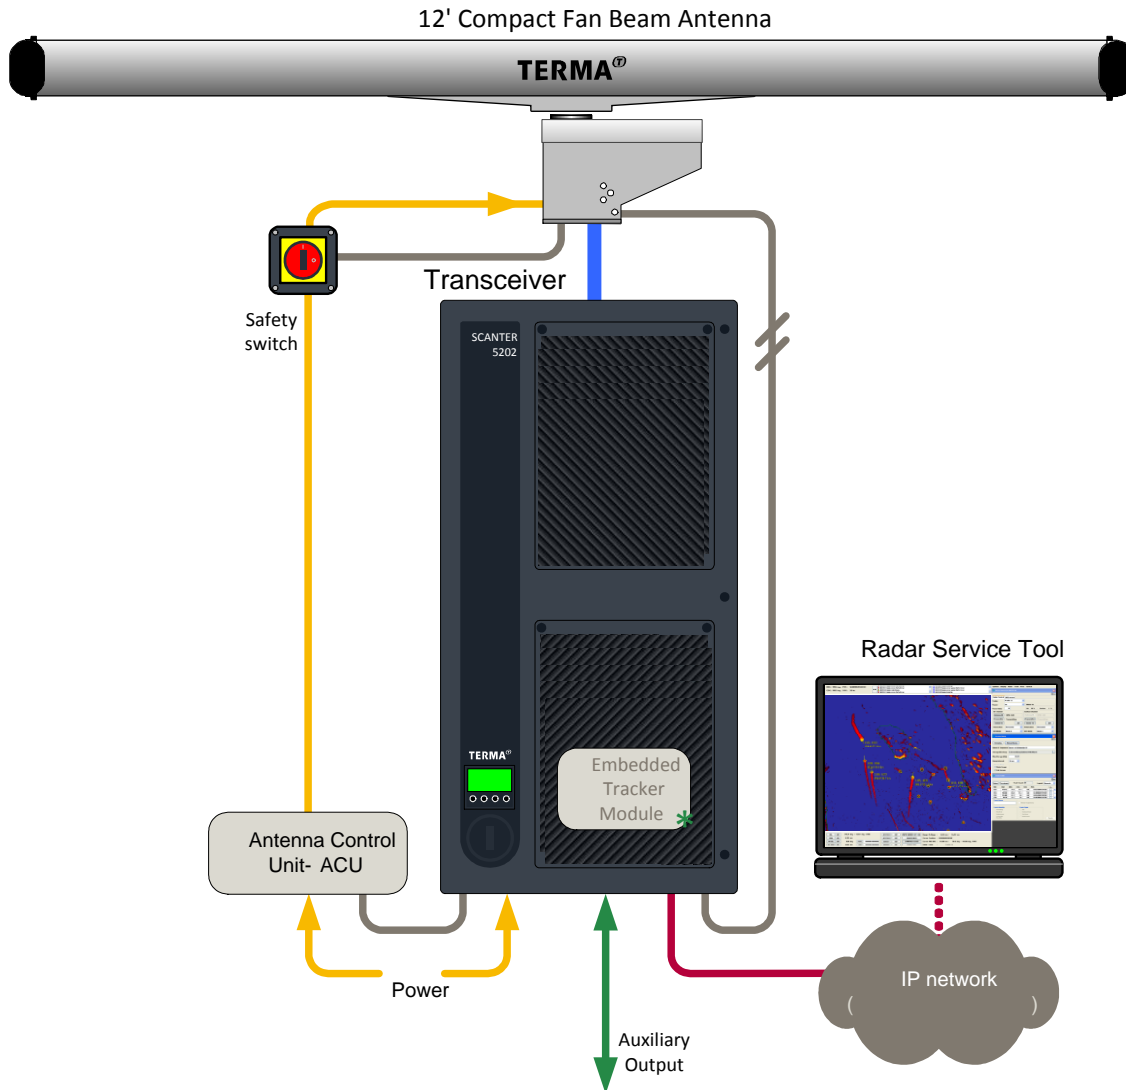 12' Compact Fan Beam Antenna
TERMA
Transceiver
Safety
switch
SCANTER
5202
Radar Service Tool
TERMA
Embedded
Tracker
Module *
Antenna Control
Unit- ACU
IP network
( (
Power
Auxiliary
Output